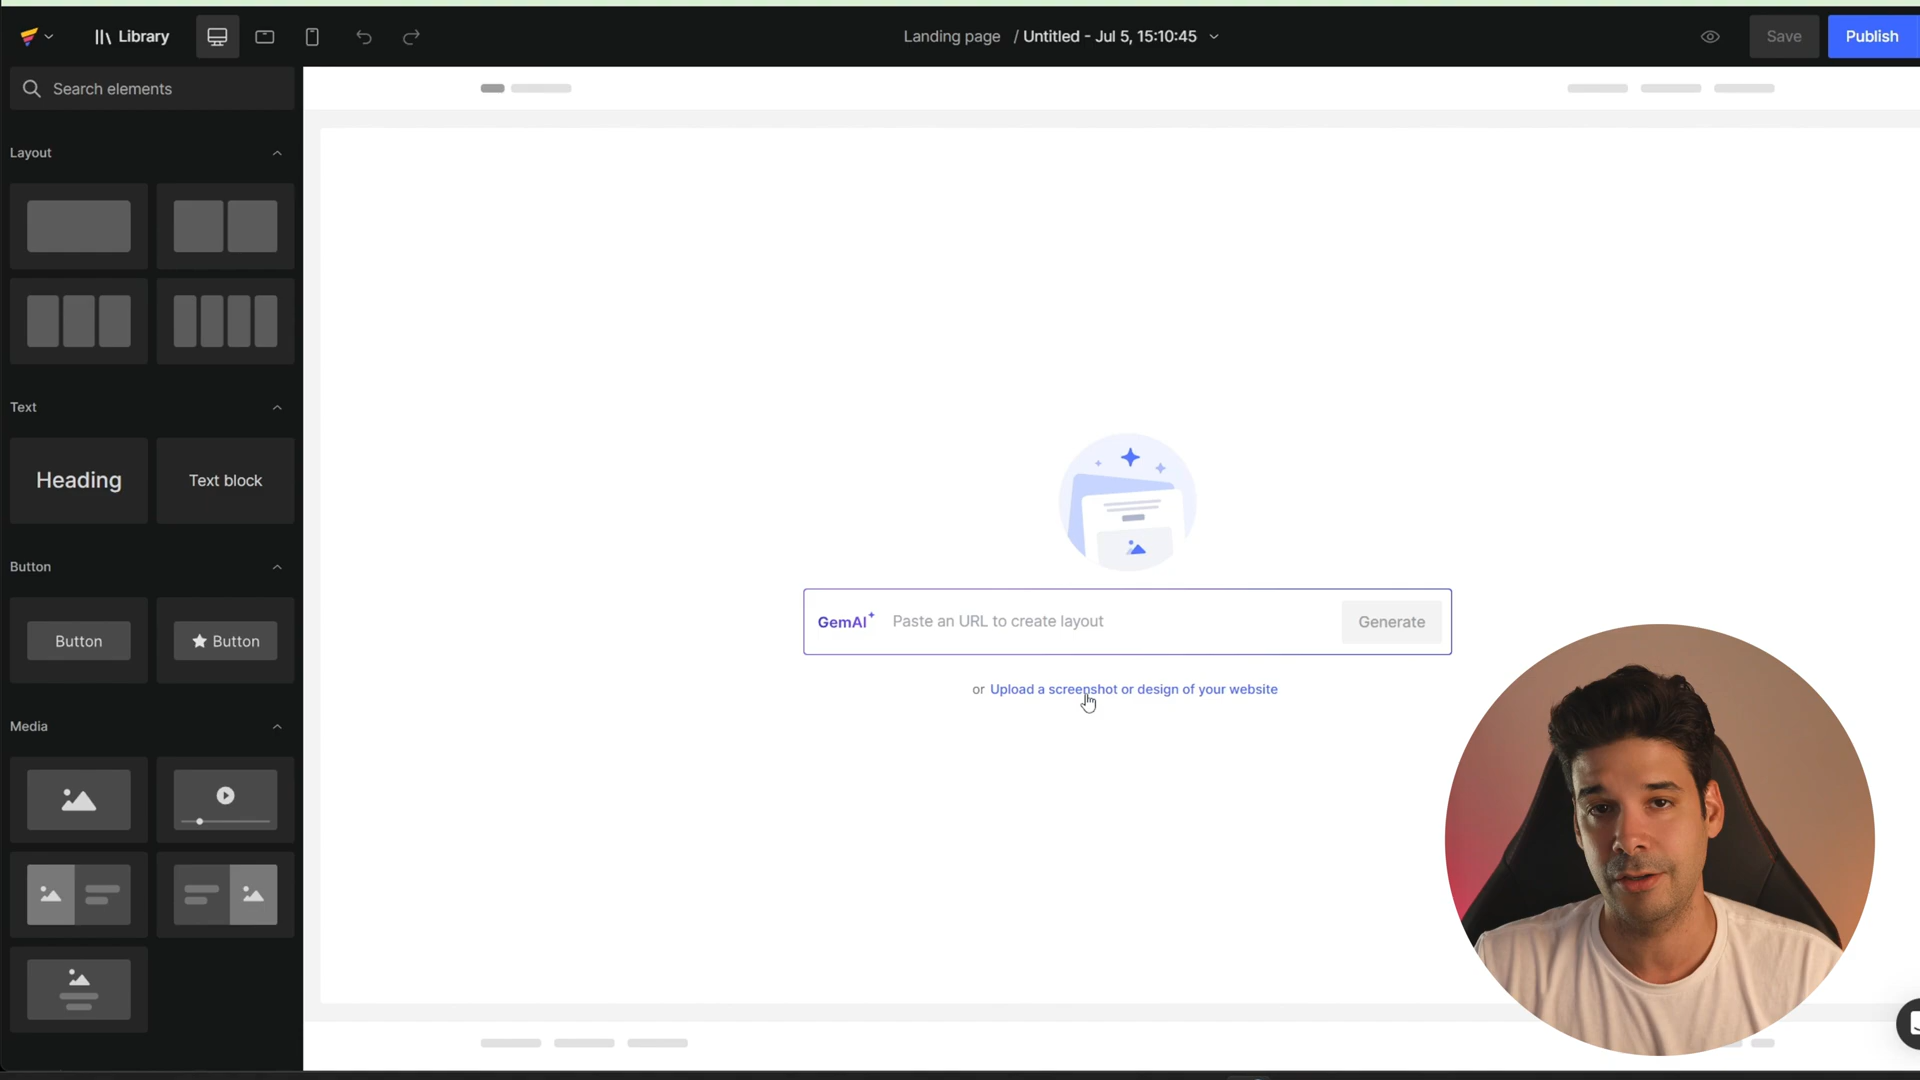 Library
Landing page / Untitled - Jul 5, 15:10:45
Save
Publish
Search elements
Layout
Text
Heading
Text block
Button
Button
Button
Media
GemAI
Paste an URL to create layout
Generate
or Upload a screenshot or design of your website